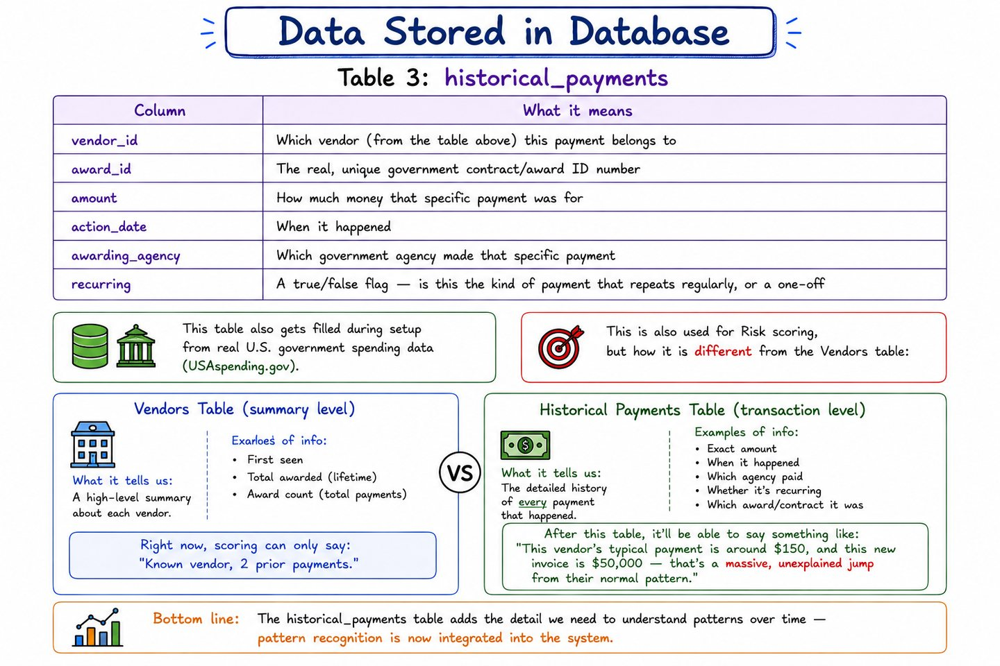 Data Stored in Database
Table 3: historical_payments
Column What it means
vendor_id Which vendor (from the table above) this payment belongs to
award_id The real, unique government contract/award ID number
amount How much money that specific payment was for
action_date When it happened
awarding_agency Which government agency made that specific payment
recurring A true/false flag — is this the kind of payment that repeats regularly, or a one-off
This table also gets filled during setup
from real U.S. government spending data
(USAspending.gov).
This is also used for Risk scoring,
but how it is different from the Vendors table:
Vendors Table (summary level)
What it tells us:
A high-level summary
about each vendor.
of info:
• First seen
• Total awarded (lifetime)
• Award count (total payments)
Right now, scoring can only say:
"Known vendor, 2 prior payments."
VS
Historical Payments Table (transaction level)
$
What it tells us:
The detailed history
of every payment
that happened.
Examples of info:
• Exact amount
• When it happened
• Which agency paid
• Whether it's recurring
• Which award/contract it was
After this table, it'll be able to say something like:
"This vendor's typical payment is around $150, and this new
invoice is $50,000 — that's a massive, unexplained jump
from their normal pattern."
Bottom line: The historical_payments table adds the detail we need to understand patterns over time —
pattern recognition is now integrated into the system.